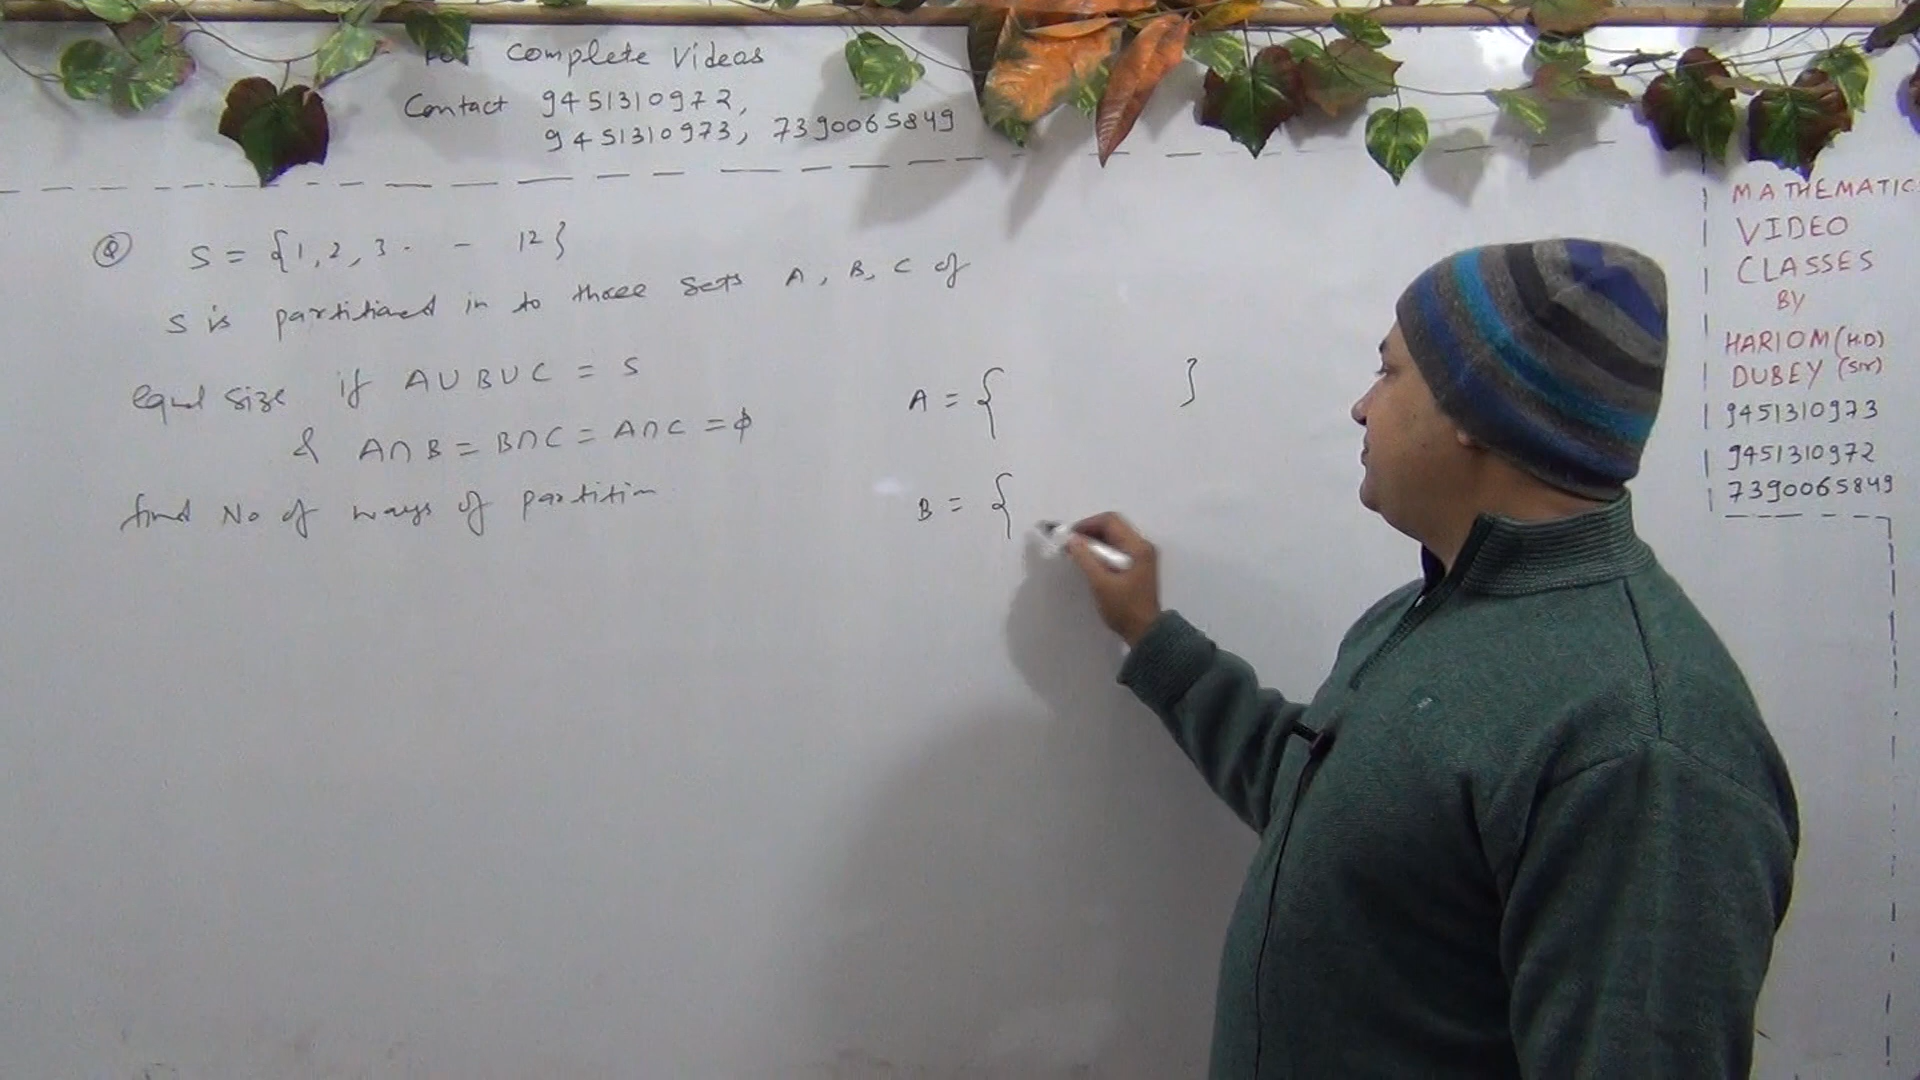 For Complete Videos
Contact 9451310972,
9451310973, 7390065849
Q S = {1, 2, 3 . - - 12}
S is partitioned in to three sets A, B, C of
equal size if A∪B∪C = S
& A∩B = B∩C = A∩C = ϕ
find No of ways of partition
A = { }
B = {
MATHEMATICS
VIDEO
CLASSES
BY
HARIOM (H.D)
DUBEY (Sir)
9451310973
9451310972
7390065849